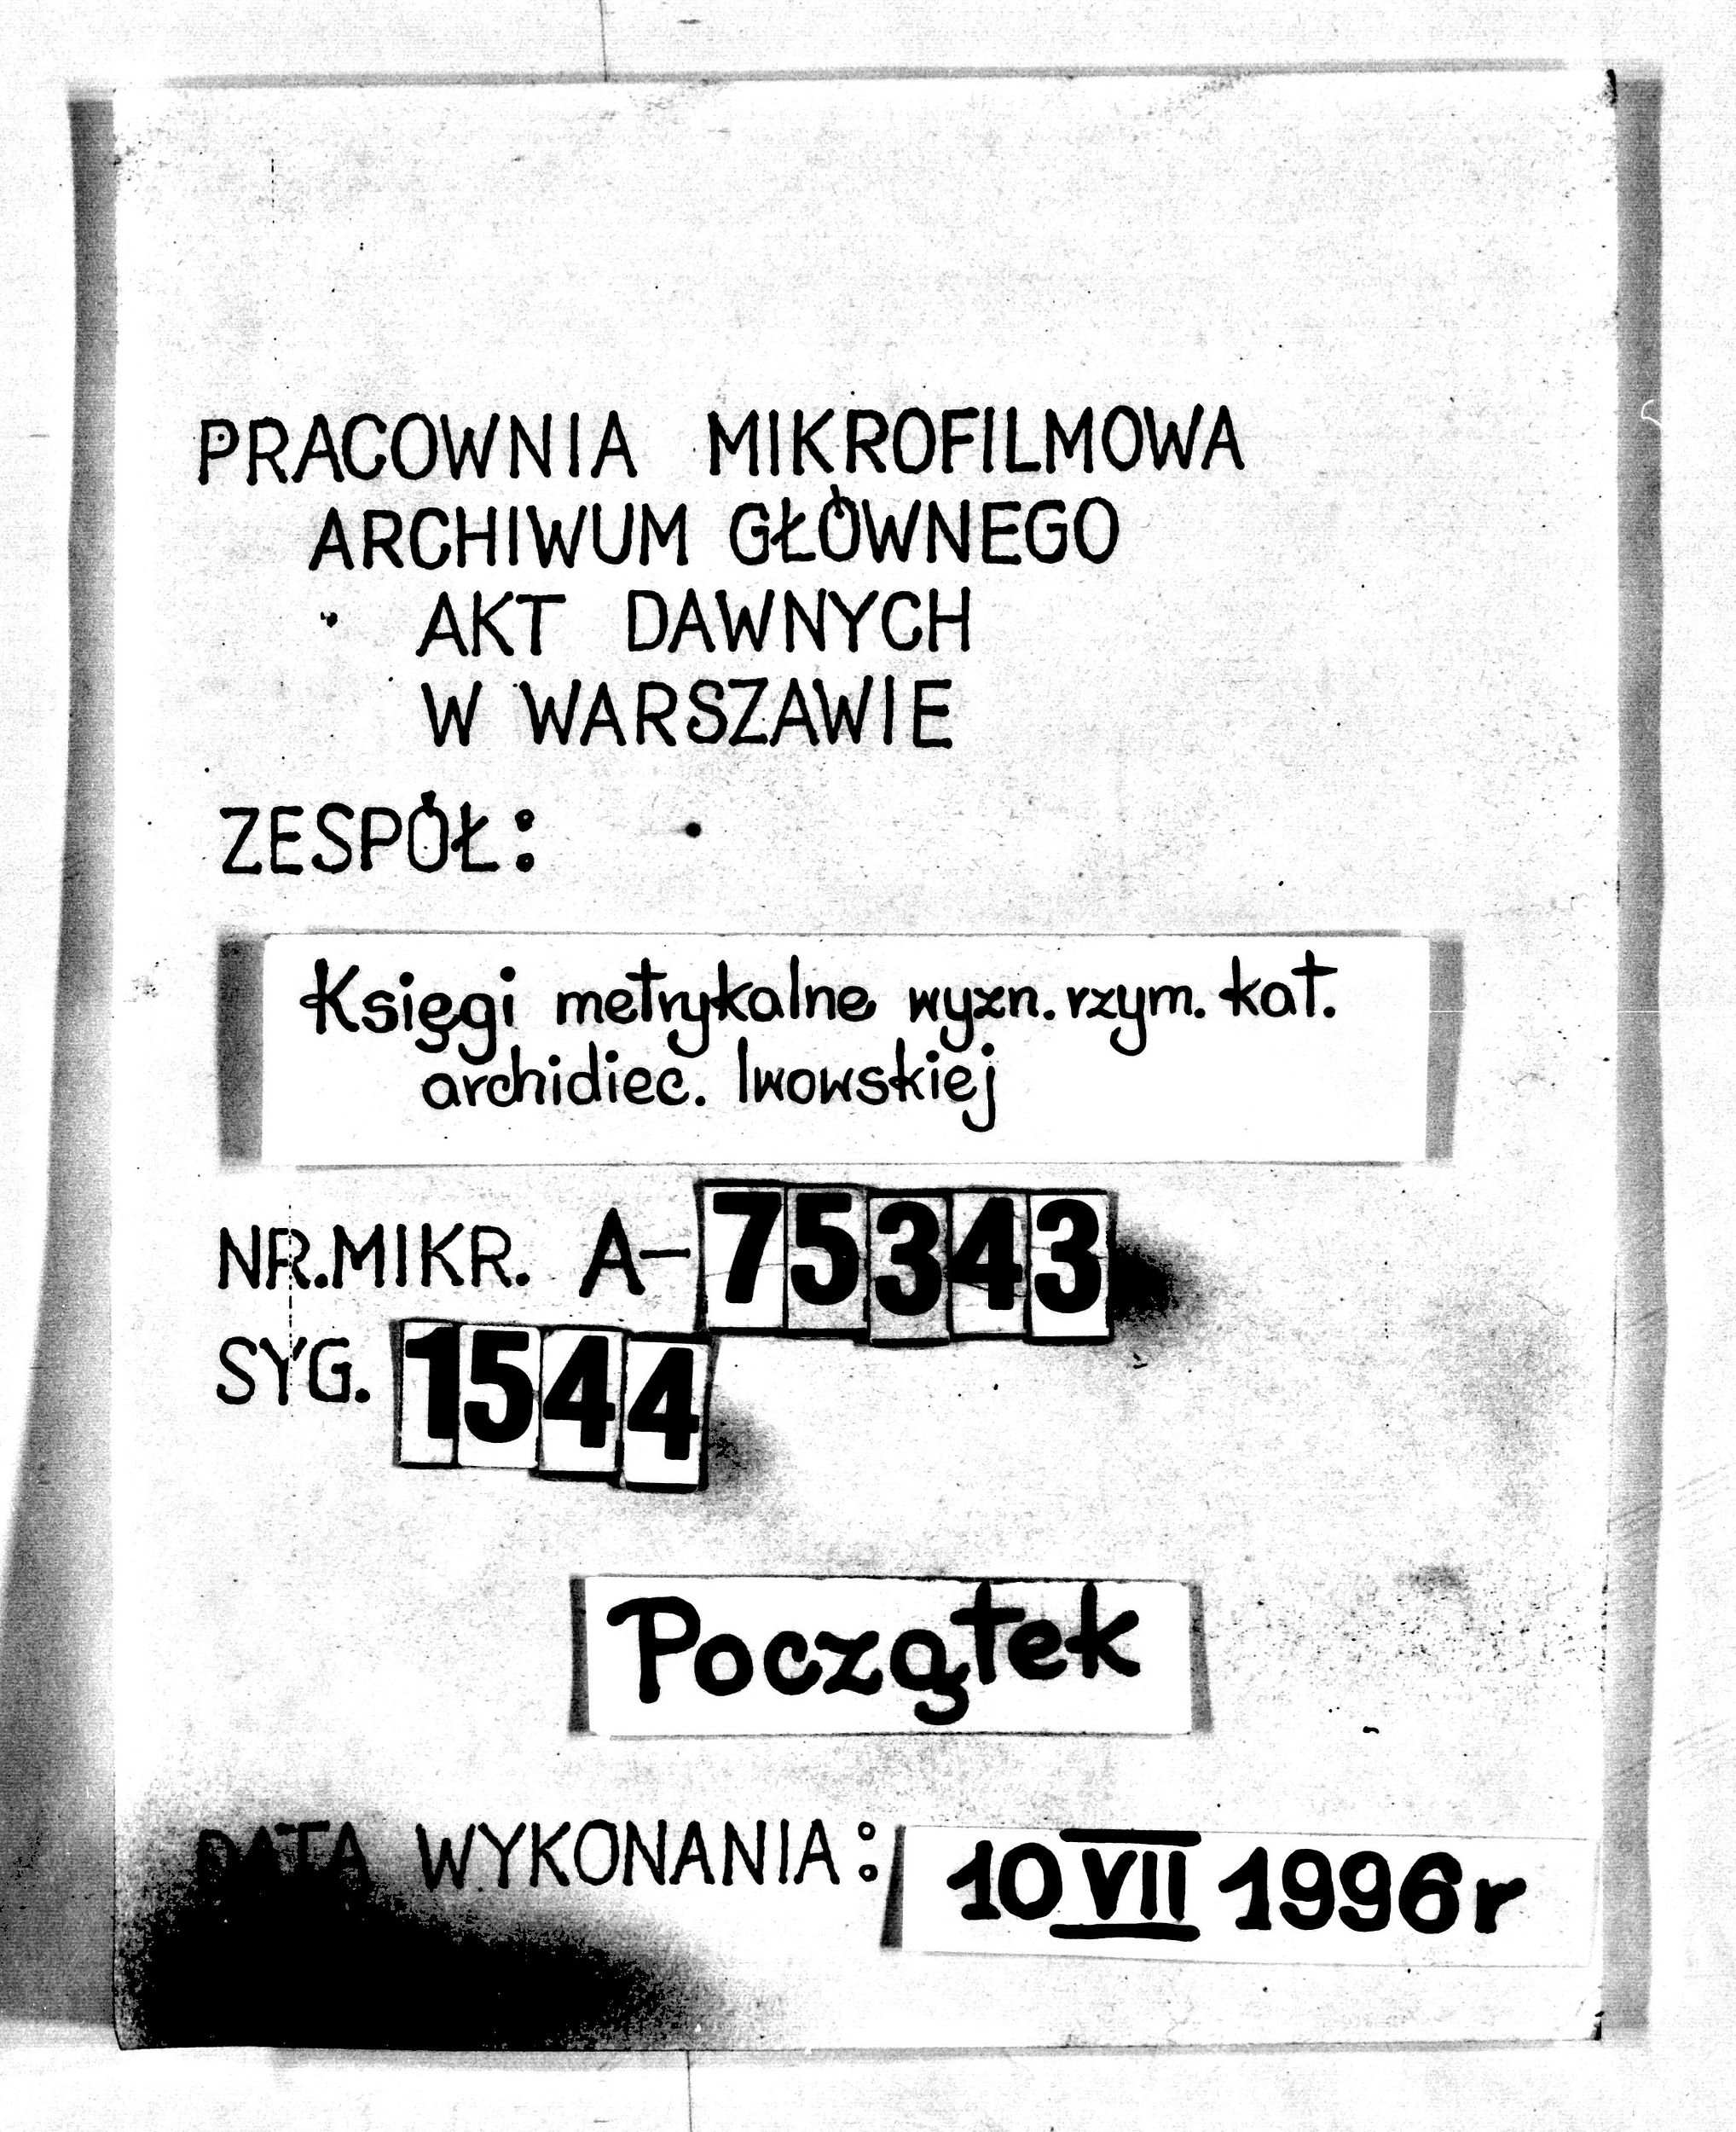 PRACOWNIA MIKROFILMOWA
ARCHIWUM GŁÓWNEGO
AKT DAWNYCH
W WARSZAWIE
ZESPÓŁ:
Księgi metrykalne wyzn. rzym. kat.
archidiec. lwowskiej
NR. MIKR. A-75343
SYG. 1544
Początek
DATA WYKONANIA: 10 VII 1996 r